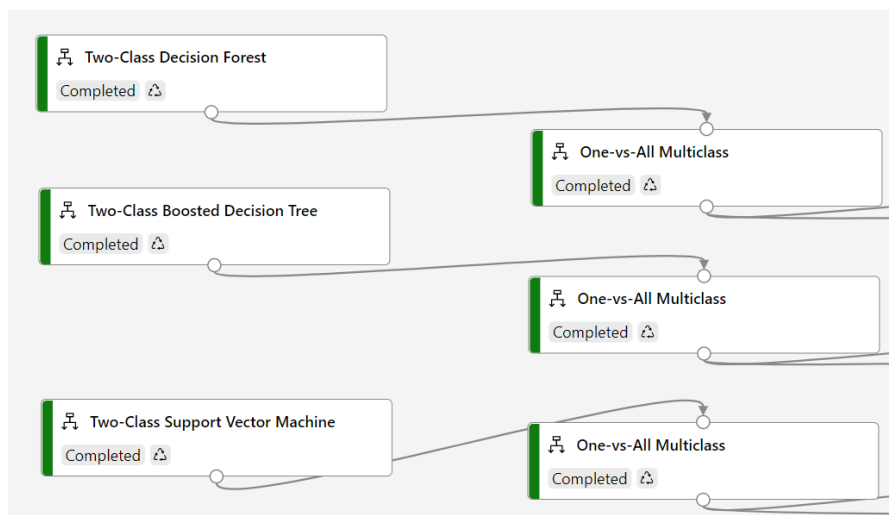 Two-Class Decision Forest
Completed
One-vs-All Multiclass
Completed
Two-Class Boosted Decision Tree
Completed
One-vs-All Multiclass
Completed
Two-Class Support Vector Machine
Completed
One-vs-All Multiclass
Completed